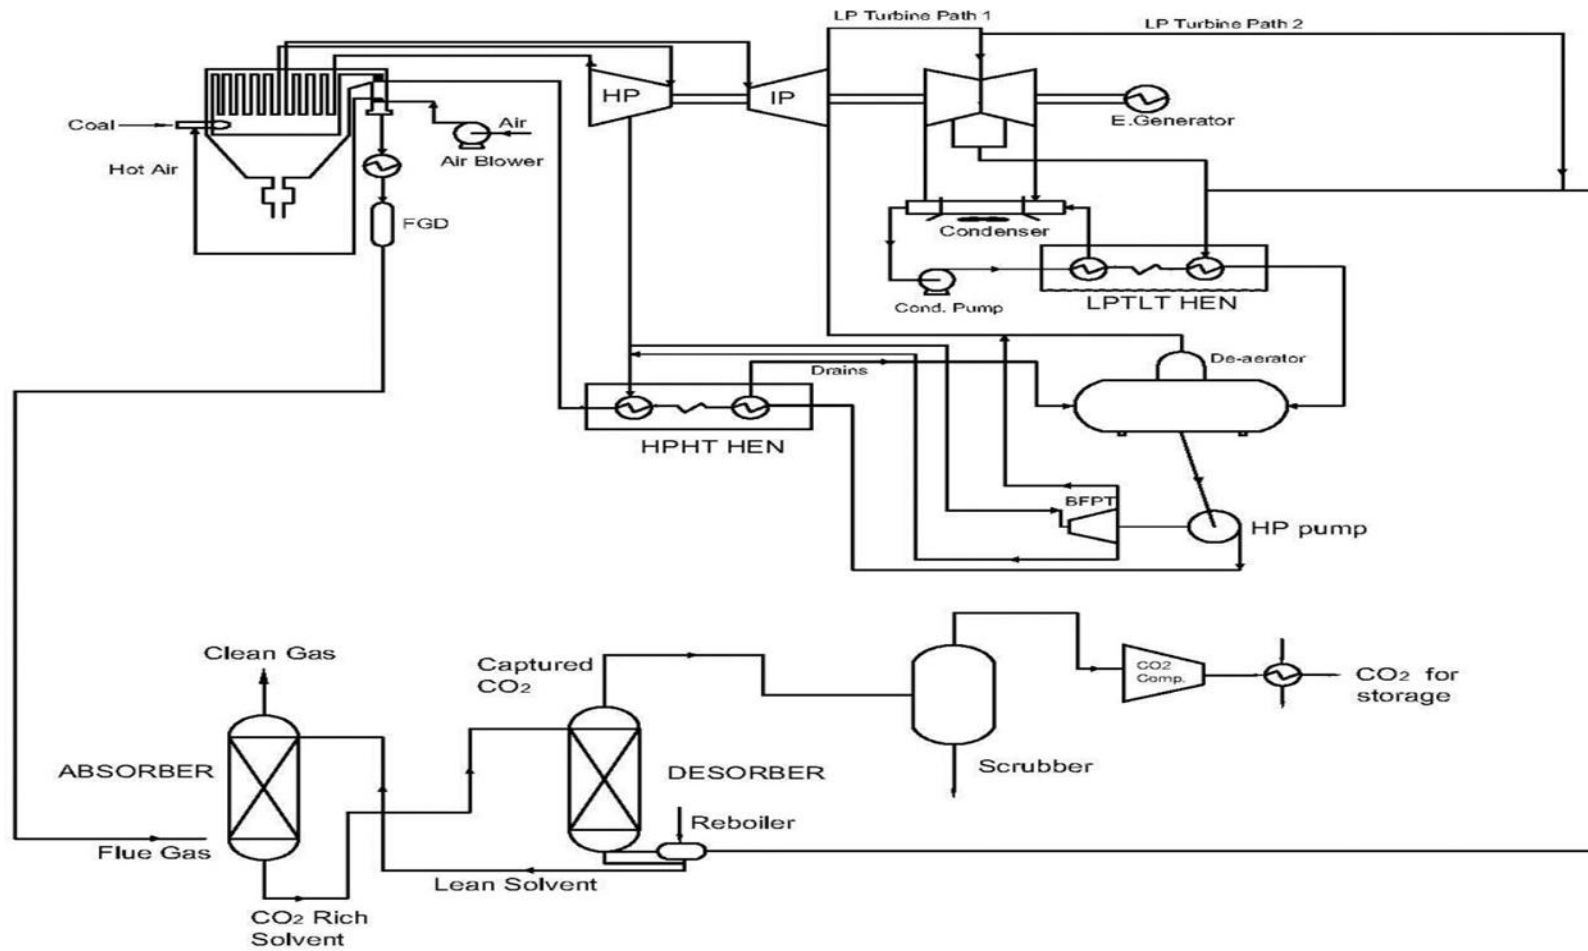 LP Turbine Path 1
LP Turbine Path 2
HP
IP
Coal
Air
E.Generator
Hot Air
Air Blower
FGD
Condenser
Cond. Pump
LPTLT HEN
De-aerator
Drains
HPHT HEN
BFPT
HP pump
Clean Gas
Captured
CO2
CO2
Comp.
CO2 for
storage
ABSORBER
DESORBER
Scrubber
Reboiler
Flue Gas
Lean Solvent
CO2 Rich
Solvent